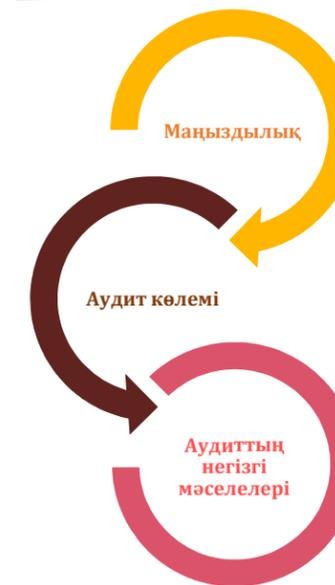 Маңыздылық
Аудит көлемі
Аудиттың
негізгі
мәселелері